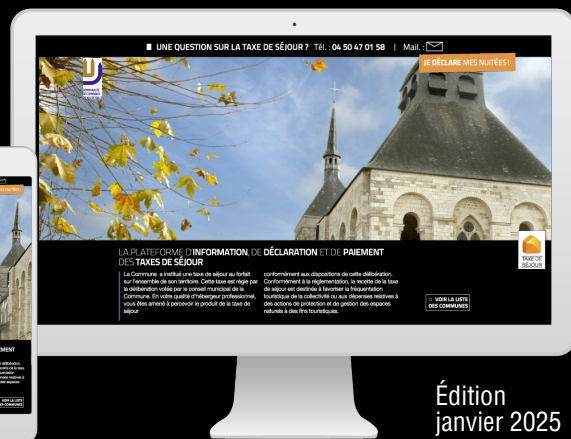 UNE QUESTION SUR LA TAXE DE SÉJOUR ? Tél. : 04 50 47 01 58 | Mail. :
JE DÉCLARE MES NUITÉES !
LA PLATEFORME D'INFORMATION, DE DÉCLARATION ET DE PAIEMENT
DES TAXES DE SÉJOUR
La Commune a institué une taxe de séjour au forfait
sur l'ensemble de son territoire. Cette taxe est régie par
la délibération votée par le conseil municipal de la
Commune. En votre qualité d'hébergeur professionnel,
vous êtes amené à percevoir le produit de la taxe de
séjour
conformément aux dispositions de cette délibération.
Conformément à la règlementation, la recette de la taxe
de séjour est destinée à favoriser la fréquentation
touristique de la collectivité ou aux dépenses relatives à
des actions de protection et de gestion des espaces
naturels à des fins touristiques.
TAXE DE
SÉJOUR
VOIR LA LISTE
DES COMMUNES
Édition
janvier 2025